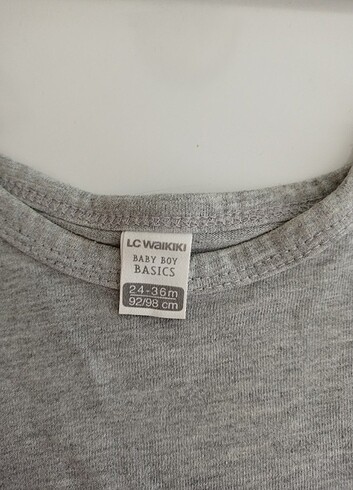 LC WAIKIKI
BABY BOY
BASICS
24-36m
92/98 cm